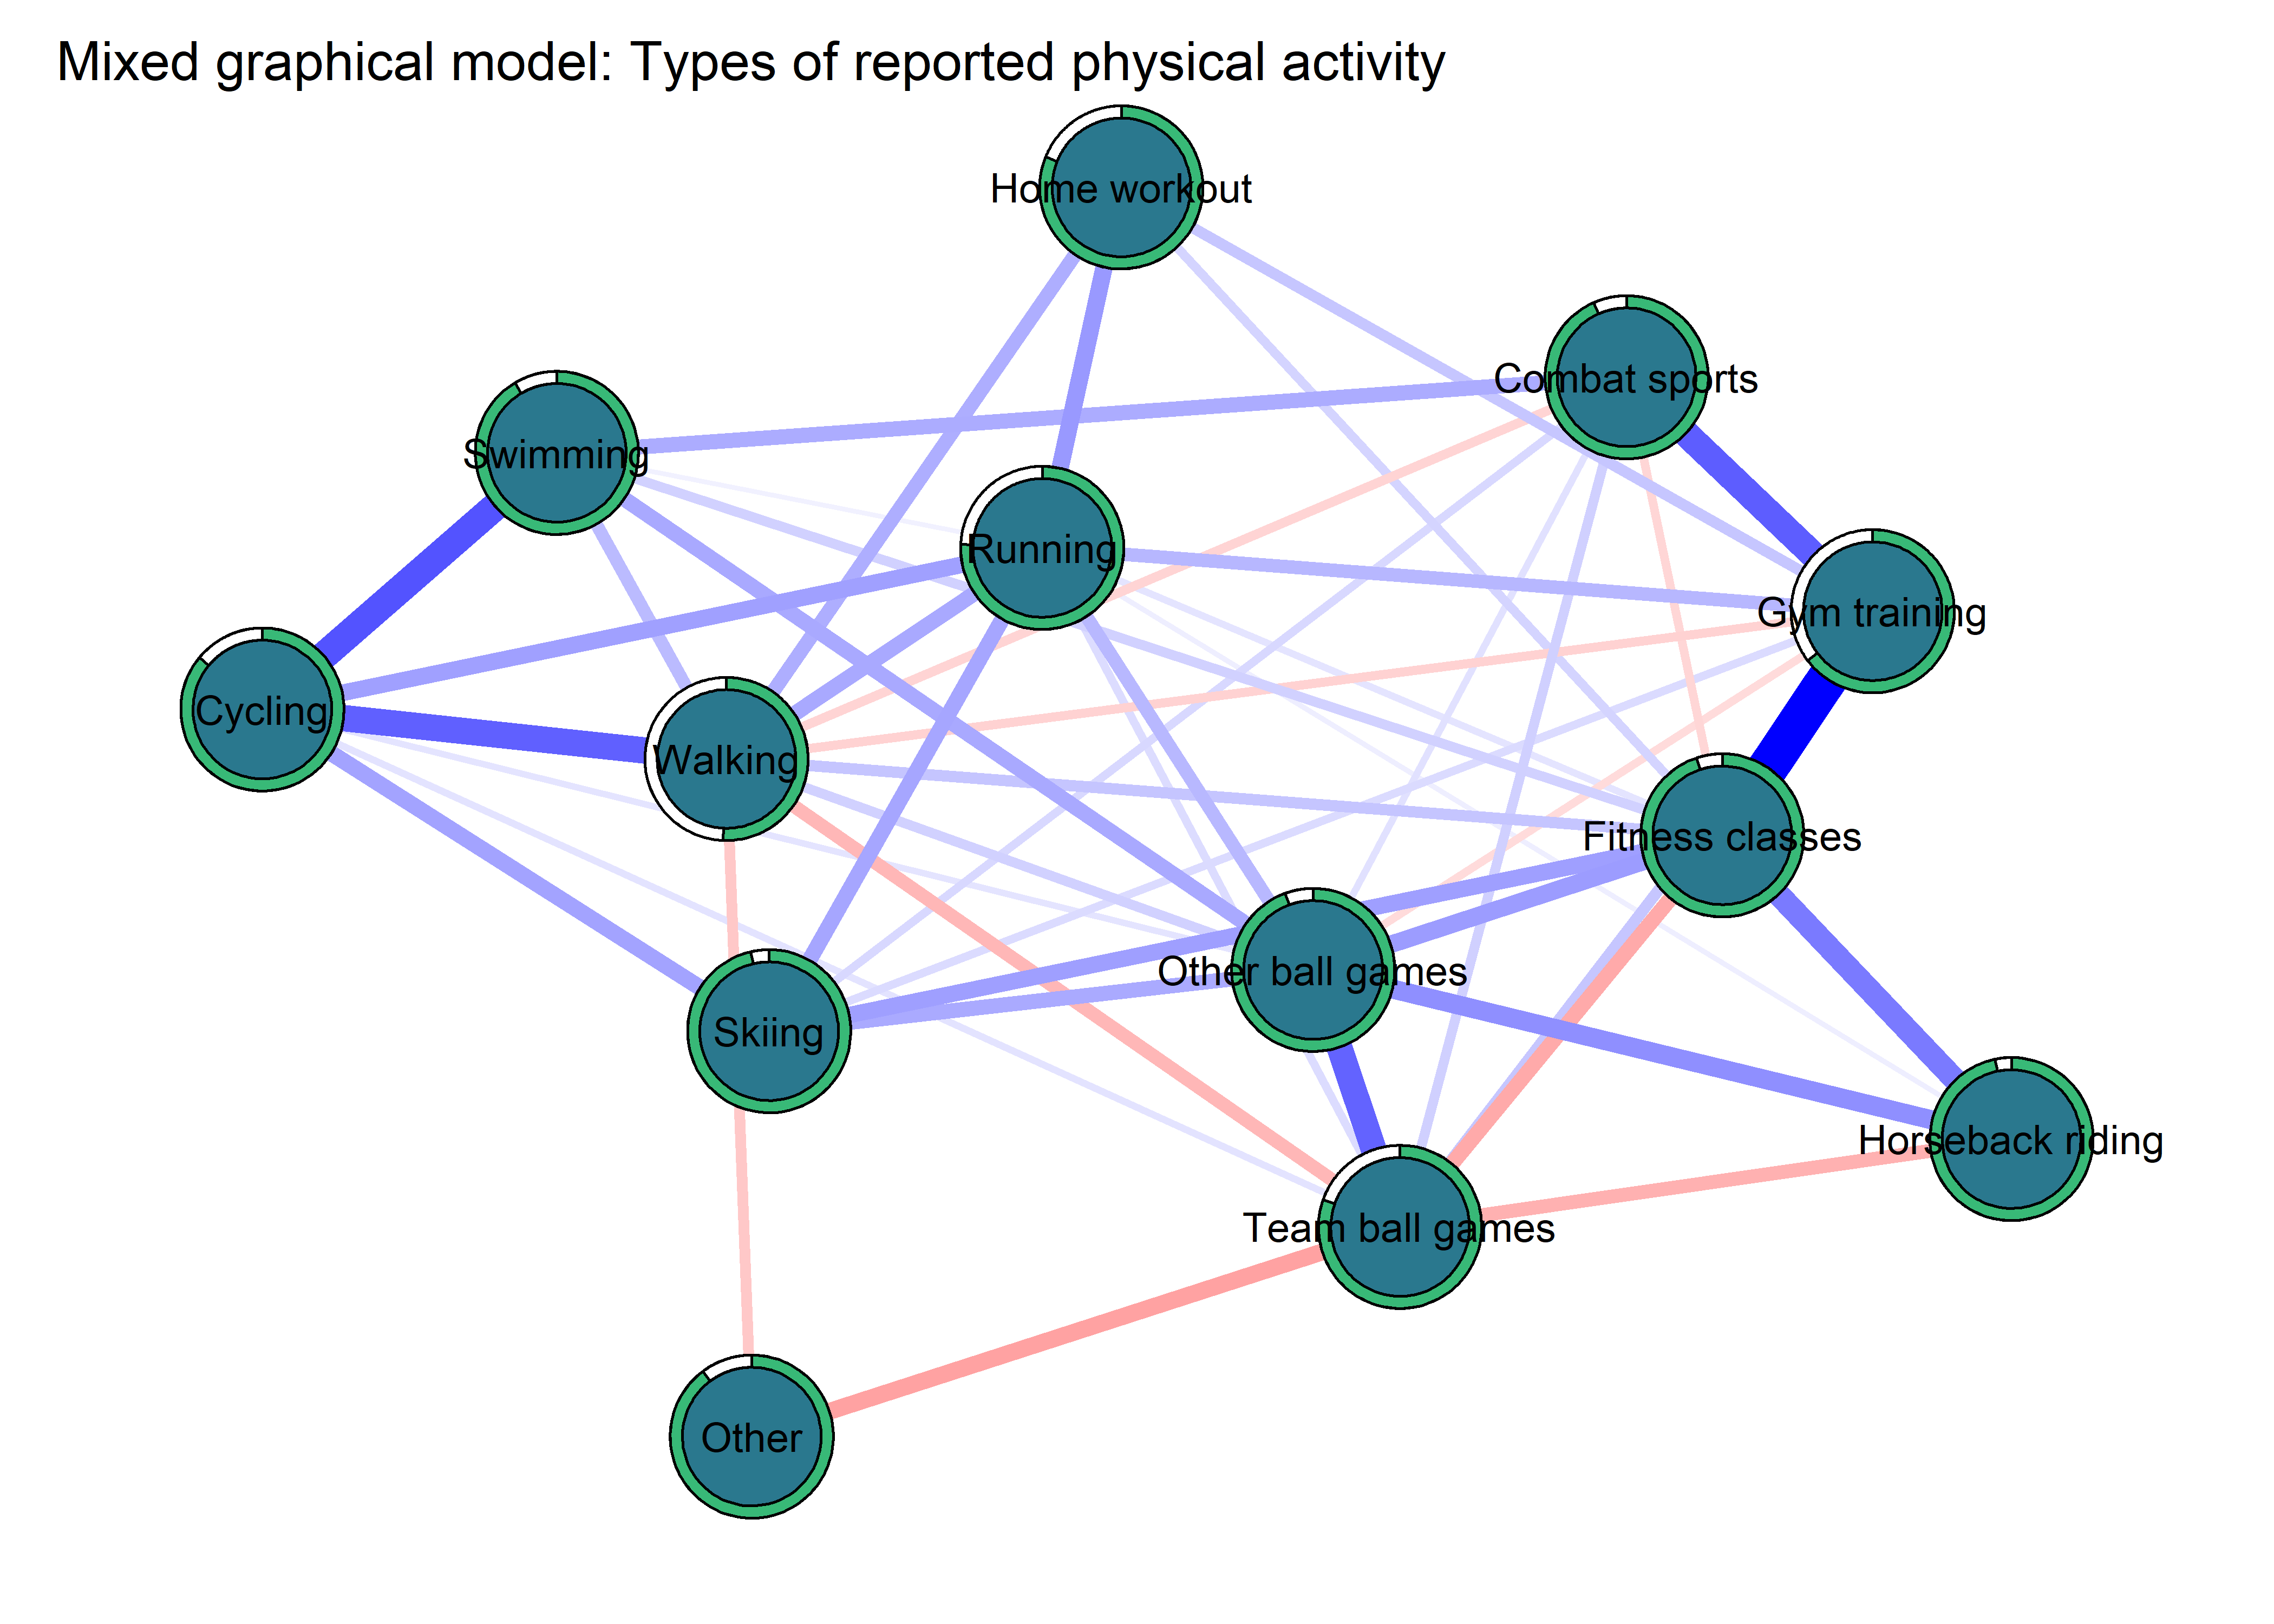 Mixed graphical model: Types of reported physical activity
Home workout
Combat sports
Swimming
Running
Gym training
Cycling
Walking
Fitness classes
Other ball games
Skiing
Horseback riding
Team ball games
Other